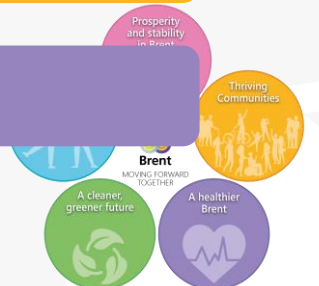 Prosperity
and stability
in Brent
Thriving
Communities
Brent
MOVING FORWARD
TOGETHER
A cleaner,
greener future
A healthier
Brent